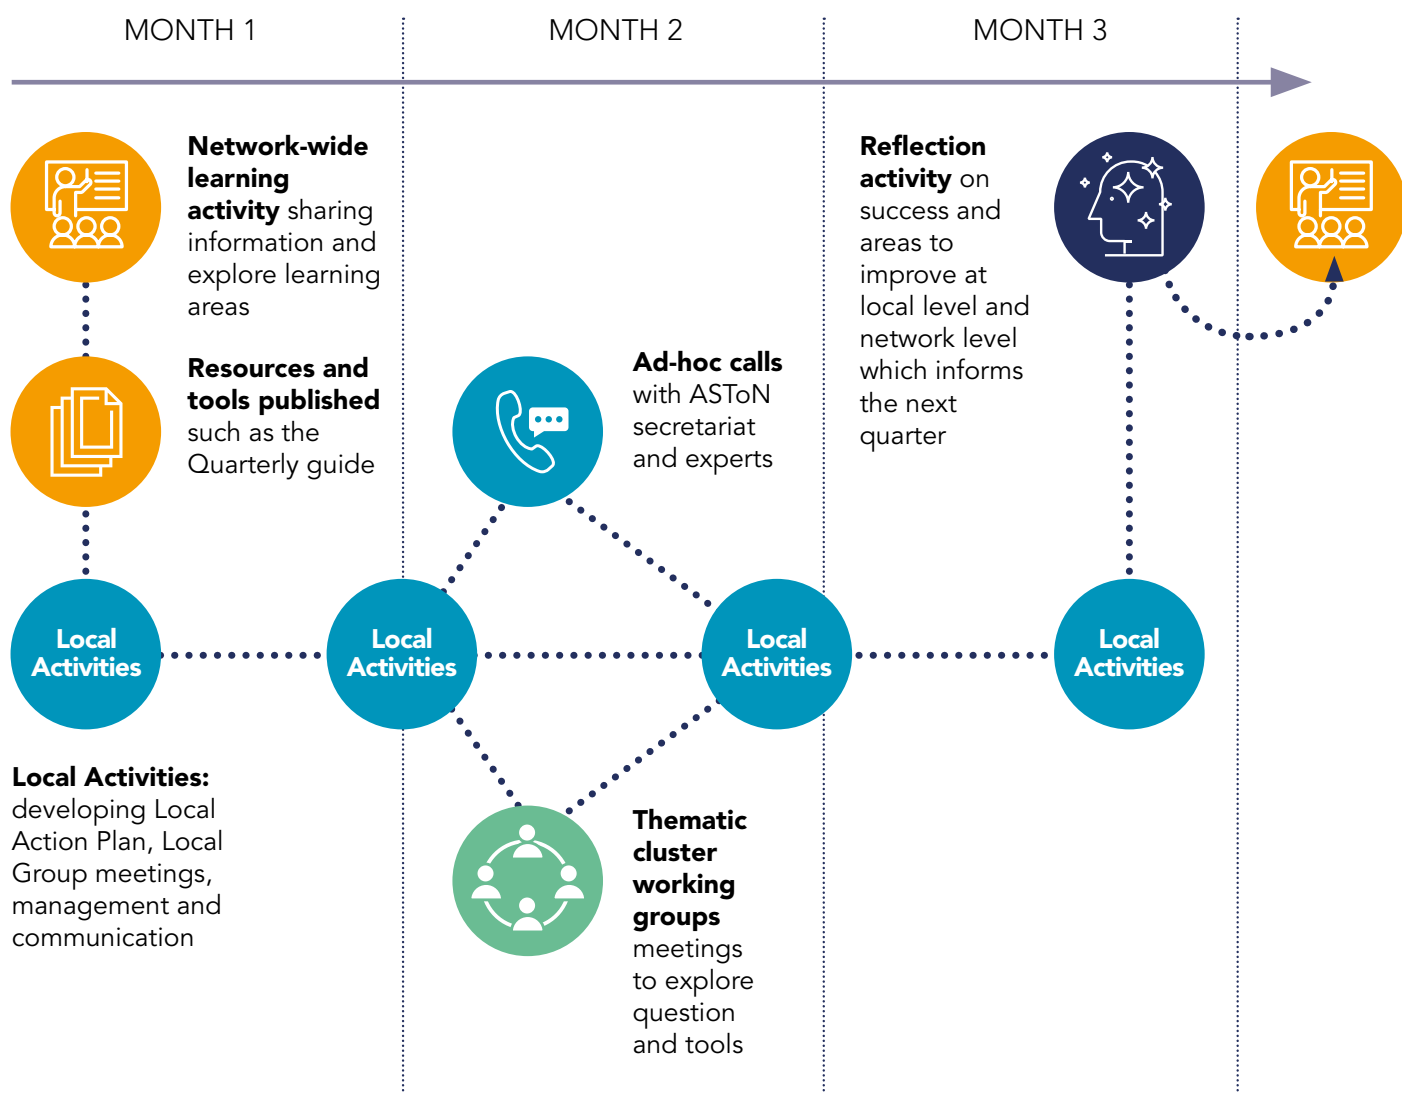 MONTH 1
MONTH 2
MONTH 3
Network-wide
learning
activity sharing
information and
explore learning
areas
Resources and
tools published
such as the
Quarterly guide
Ad-hoc calls
with ASToN
secretariat
and experts
Reflection
activity on
success and
areas to
improve at
local level and
network level
which informs
the next
quarter
Local
Activities
Local
Activities
Local
Activities
Local
Activities
Local Activities:
developing Local
Action Plan, Local
Group meetings,
management and
communication
Thematic
cluster
working
groups
meetings
to explore
question
and tools